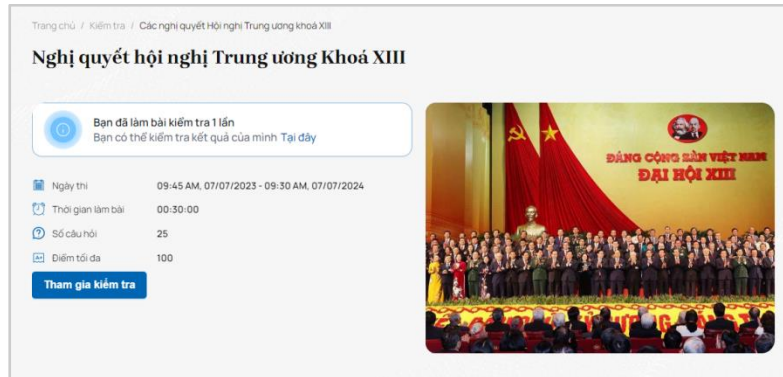 Trang chủ / Kiểm tra / Các nghị quyết Hội nghị Trung ương khoá XIII
Nghị quyết hội nghị Trung ương Khoá XIII
Bạn đã làm bài kiểm tra 1 lần
Bạn có thể kiểm tra kết quả của mình Tại đây
Ngày thi 09:45 AM, 07/07/2023 - 09:30 AM, 07/07/2024
Thời gian làm bài 00:30:00
Số câu hỏi 25
Điểm tối đa 100
Tham gia kiểm tra
ĐẢNG CỘNG SẢN VIỆT NAM
ĐẠI HỘI XIII